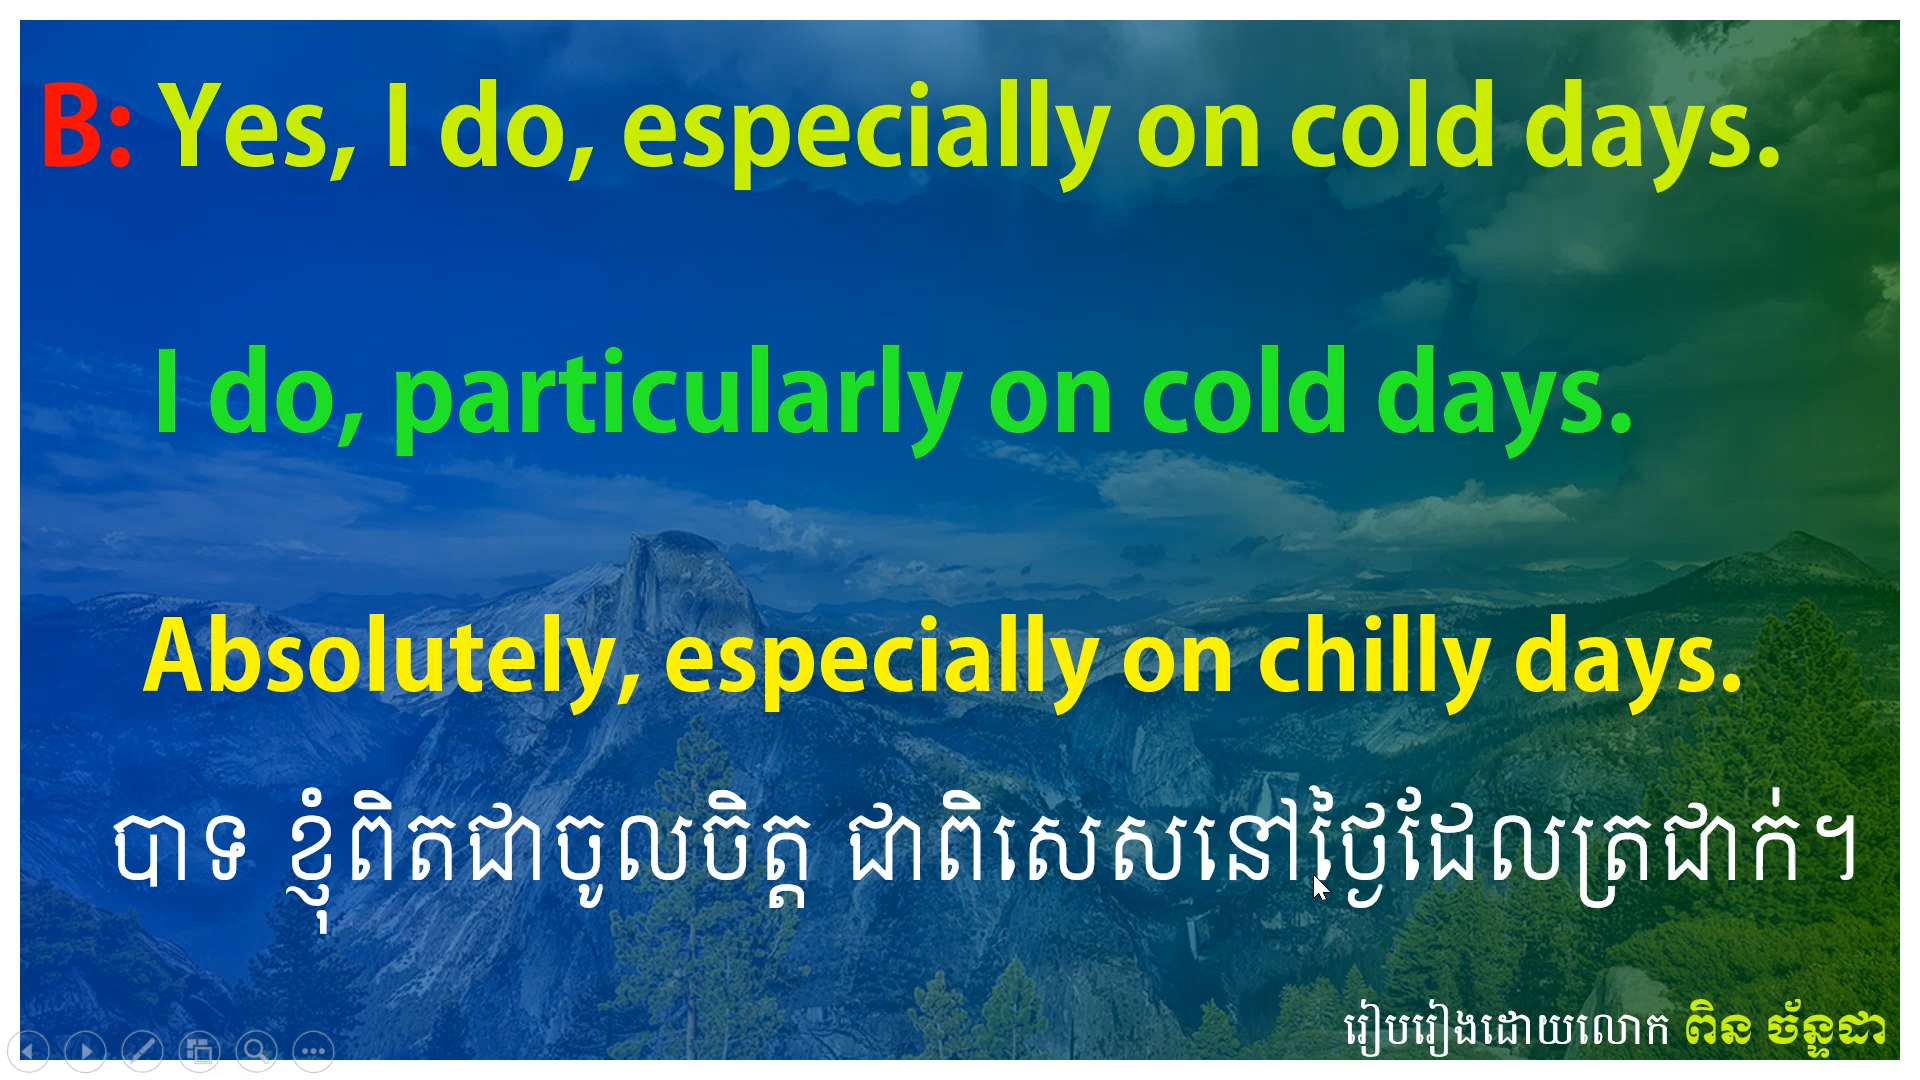 B: Yes, I do, especially on cold days.
I do, particularly on cold days.
Absolutely, especially on chilly days.
បាទ ខ្ញុំពិតជាចូលចិត្ត ជាពិសេសនៅថ្ងៃដែលត្រជាក់។
រៀបរៀងដោយលោក ពិន ច័ន្ទដា